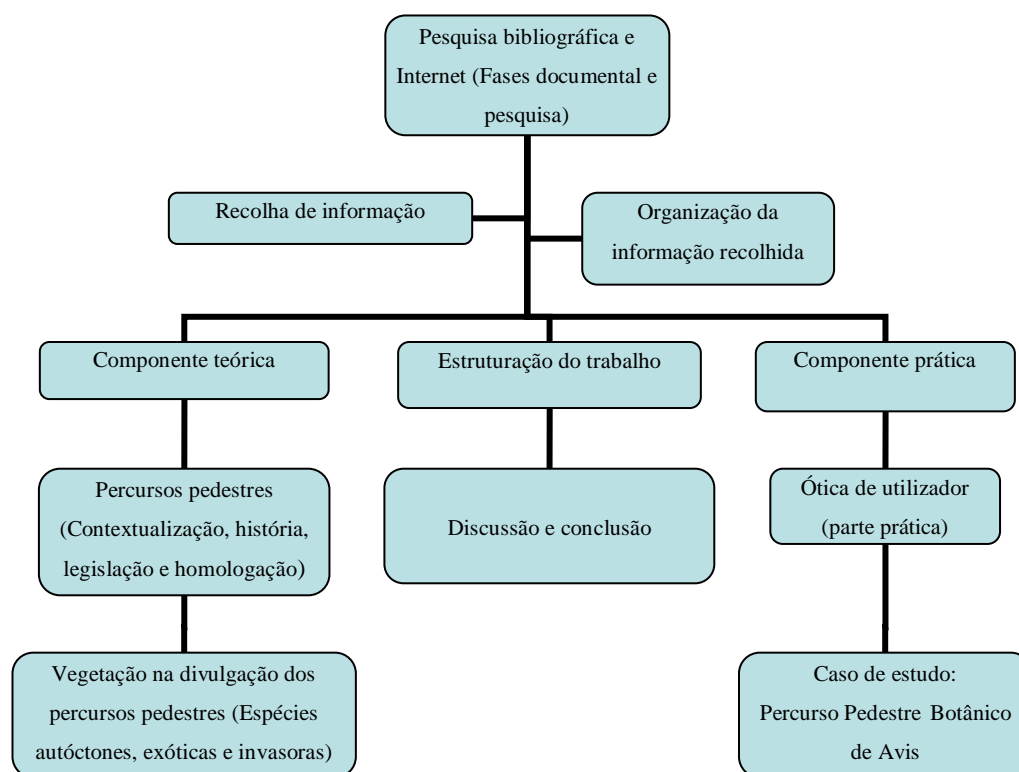 Pesquisa bibliográfica e
Internet (Fases documental e
pesquisa)
Recolha de informação
Organização da
informação recolhida
Componente teórica
Estruturação do trabalho
Componente prática
Percursos pedestres
(Contextualização, história,
legislação e homologação)
Discussão e conclusão
Ótica de utilizador
(parte prática)
Vegetação na divulgação dos
percursos pedestres (Espécies
autóctones, exóticas e invasoras)
Caso de estudo:
Percurso Pedestre Botânico
de Avis